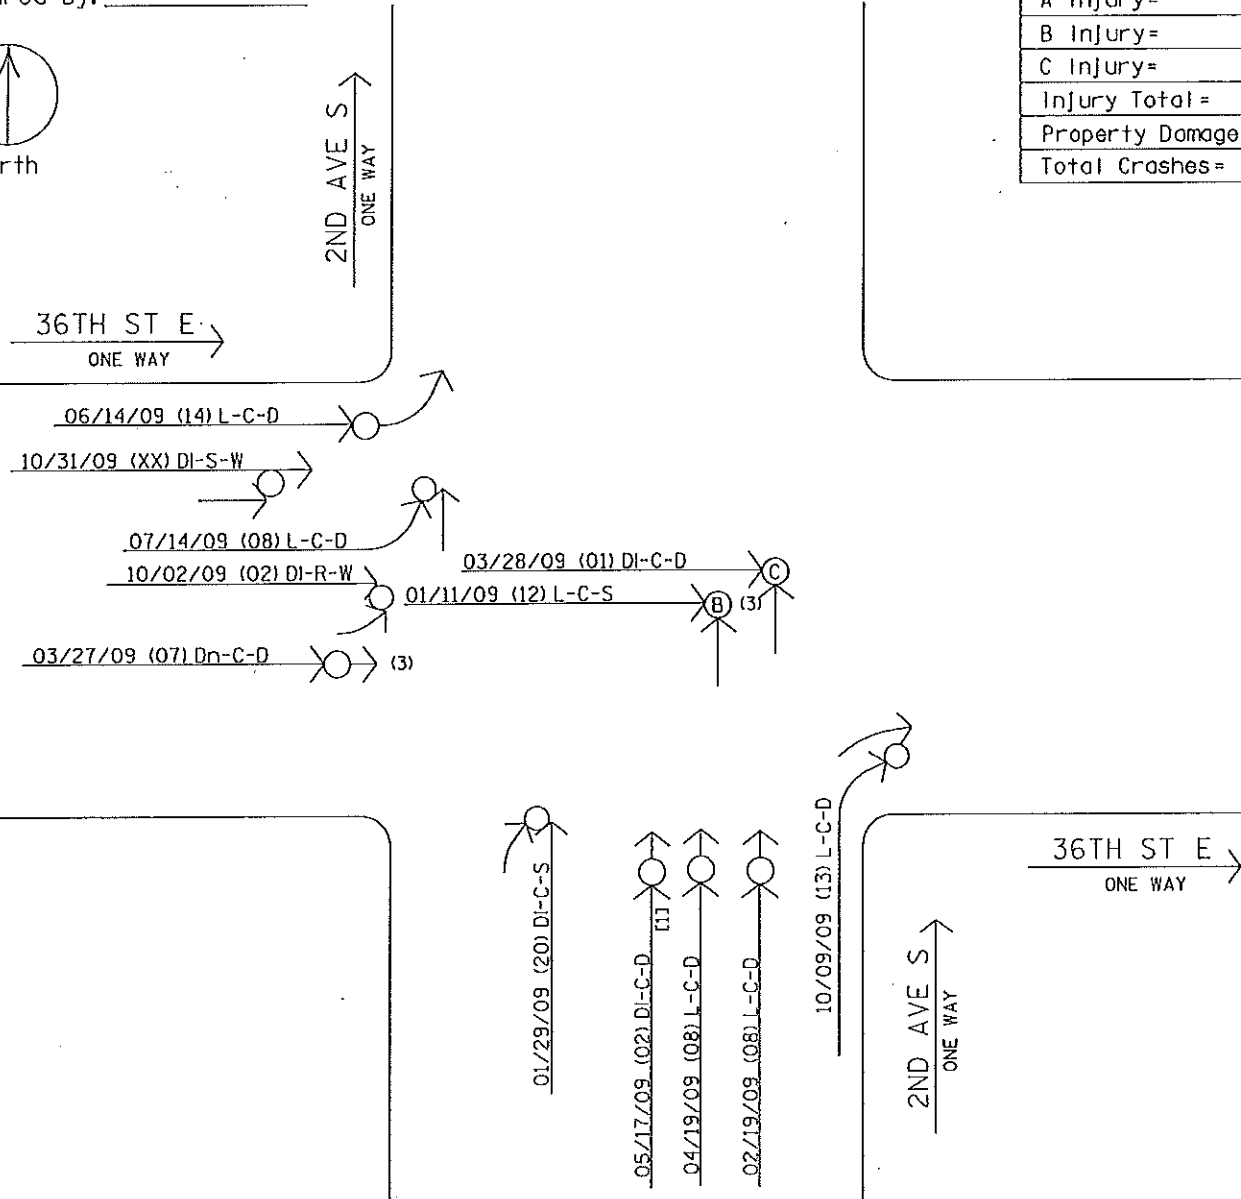 A Injury=
B Injury=
C Injury=
Injury Total=
Property Damage
Total Crashes=
rth
2ND AVE S
ONE WAY
36TH ST E
ONE WAY
06/14/09 (14) L-C-D
10/31/09 (XX) DI-S-W
07/14/09 (08) L-C-D
03/28/09 (01) DI-C-D
C
10/02/09 (02) DI-R-W
01/11/09 (12) L-C-S
B (3)
03/27/09 (07) Dn-C-D
(3)
01/29/09 (20) DI-C-S
05/17/09 (02) DI-C-D
[1]
04/19/09 (08) L-C-D
02/19/09 (08) L-C-D
10/09/09 (13) L-C-D
36TH ST E
ONE WAY
2ND AVE S
ONE WAY